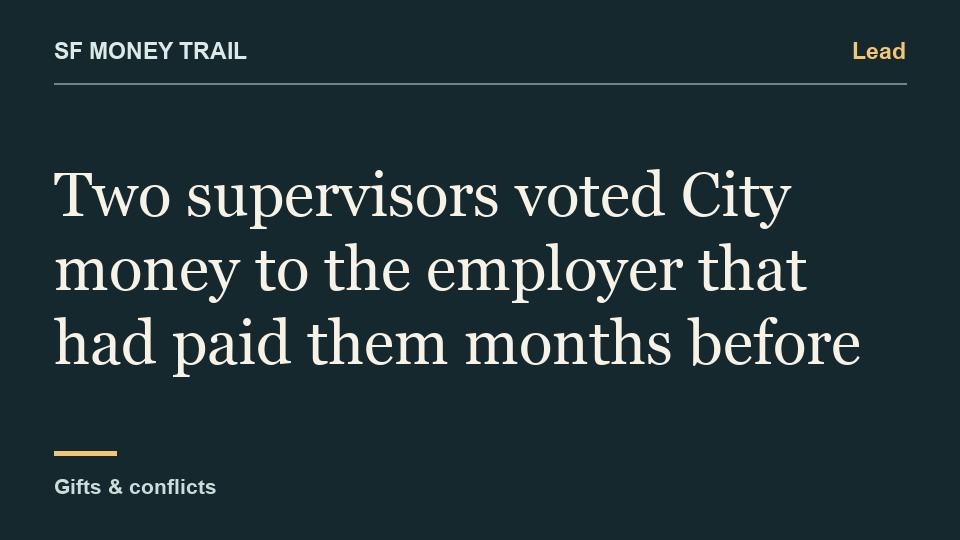 SF MONEY TRAIL
Lead
Two supervisors voted City
money to the employer that
had paid them months before
Gifts & conflicts